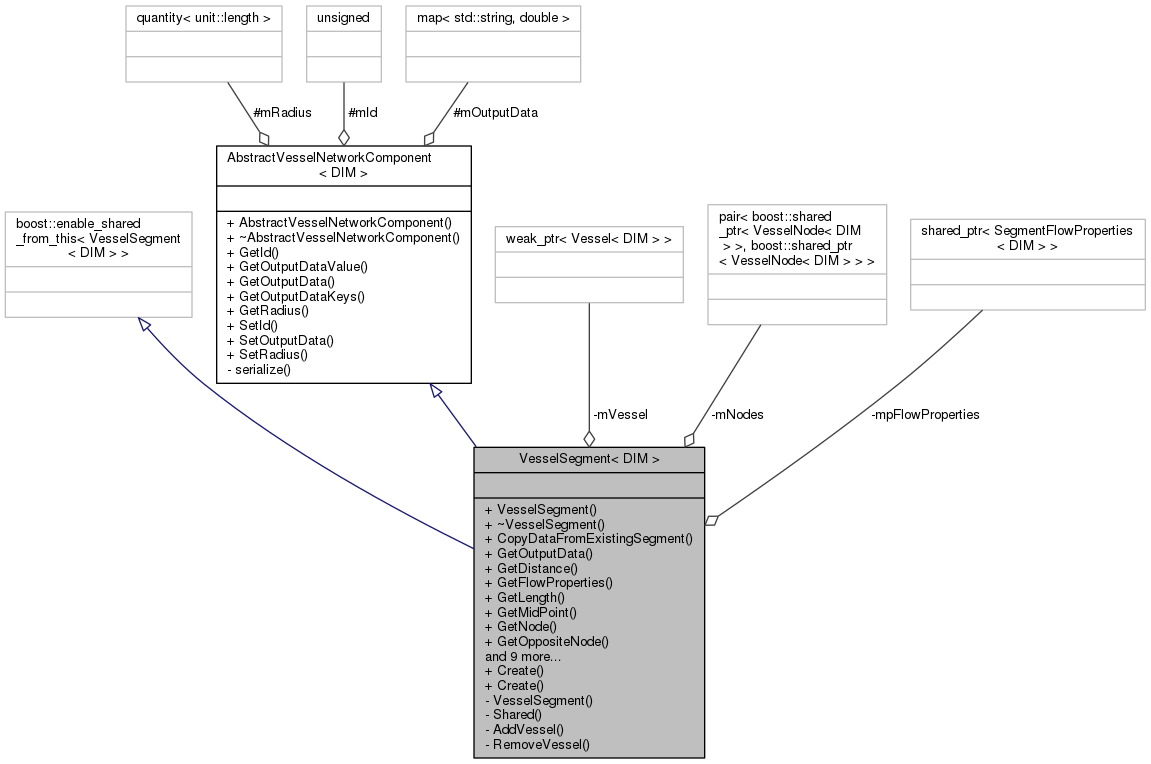 quantity< unit::length >
unsigned
map< std::string, double >
#mRadius
#mId
#mOutputData
AbstractVesselNetworkComponent
< DIM >
+ AbstractVesselNetworkComponent()
+ ~AbstractVesselNetworkComponent()
+ GetId()
+ GetOutputDataValue()
+ GetOutputData()
+ GetOutputDataKeys()
+ GetRadius()
+ SetId()
+ SetOutputData()
+ SetRadius()
- serialize()
boost::enable_shared
_from_this< VesselSegment
< DIM > >
weak_ptr< Vessel< DIM > >
pair< boost::shared
_ptr< VesselNode< DIM
> >, boost::shared_ptr
< VesselNode< DIM > > >
shared_ptr< SegmentFlowProperties
< DIM > >
-mVessel
-mNodes
-mpFlowProperties
VesselSegment< DIM >
+ VesselSegment()
+ ~VesselSegment()
+ CopyDataFromExistingSegment()
+ GetOutputData()
+ GetDistance()
+ GetFlowProperties()
+ GetLength()
+ GetMidPoint()
+ GetNode()
+ GetOppositeNode()
and 9 more...
+ Create()
+ Create()
- VesselSegment()
- Shared()
- AddVessel()
- RemoveVessel()